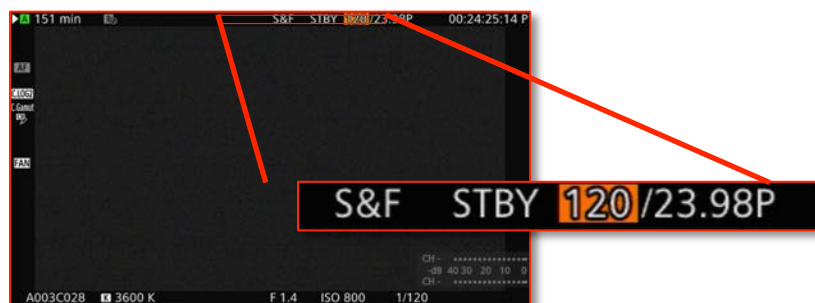 A 151 min S&F STBY 120/23.98P 00:24:25:14 P
AF
C.LOG2
C.Gamut
FAN
S&F STBY 120/23.98P
CH -
-dB 40 30 20 10 0
CH -
A003C028 K 3600 K F 1.4 ISO 800 1/120